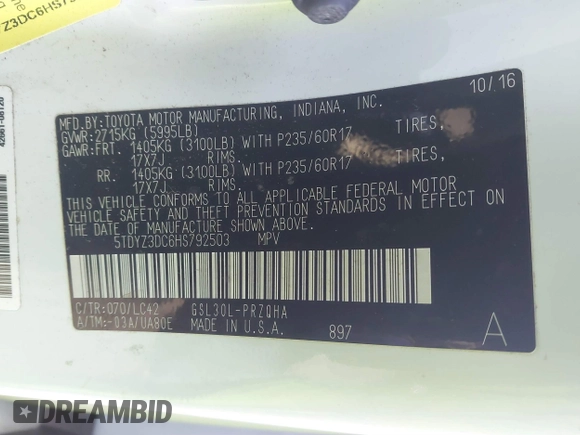 Z3DC6HS79
42661-08120
10/16
MFD.BY:TOYOTA MOTOR MANUFACTURING, INDIANA, INC.
GVWR:2715KG (5995LB)
GAWR:FRT. 1405KG (3100LB) WITH P235/60R17 TIRES,
17X7J RIMS.
RR. 1405KG (3100LB) WITH P235/60R17 TIRES,
17X7J RIMS.
THIS VEHICLE CONFORMS TO ALL APPLICABLE FEDERAL MOTOR
VEHICLE SAFETY AND THEFT PREVENTION STANDARDS IN EFFECT ON
THE DATE OF MANUFACTURE SHOWN ABOVE.
5TDYZ3DC6HS792503 MPV
C/TR:070/LC42 GSL30L-PRZQHA
A/TM:-03A/UA80E MADE IN U.S.A. 897 A
DREAMBID